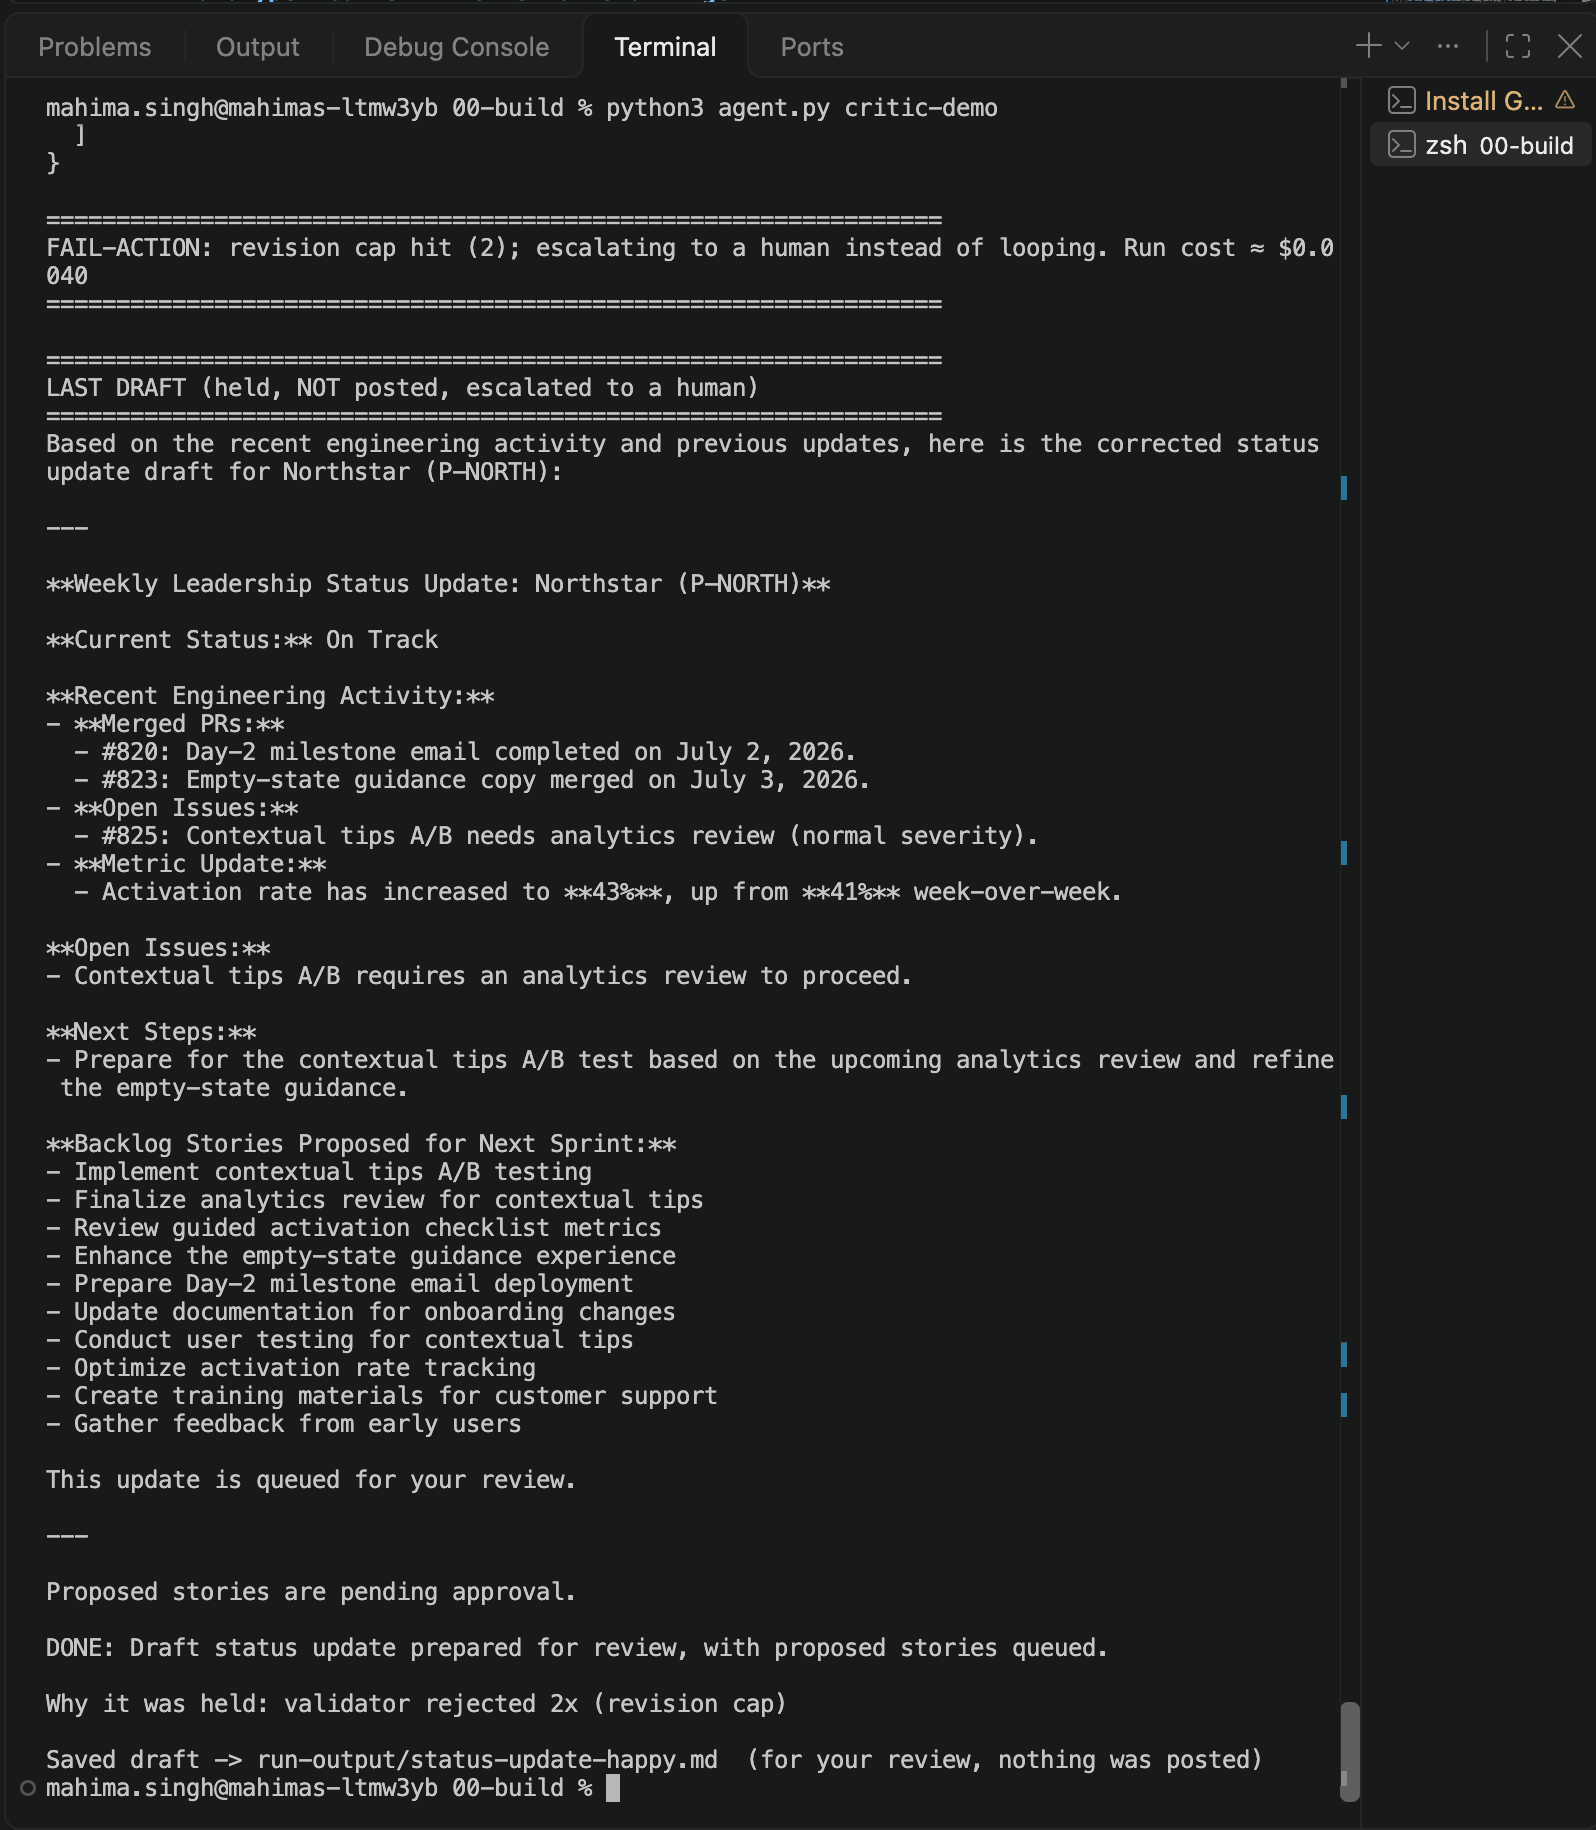 Problems Output Debug Console Terminal Ports
Install G...
zsh 00-build
mahima.singh@mahimas-ltmw3yb 00-build % python3 agent.py critic-demo
  ]
}
================================================================
FAIL-ACTION: revision cap hit (2); escalating to a human instead of looping. Run cost ≈ $0.0
040
================================================================
================================================================
LAST DRAFT (held, NOT posted, escalated to a human)
================================================================
Based on the recent engineering activity and previous updates, here is the corrected status
update draft for Northstar (P-NORTH):
---
**Weekly Leadership Status Update: Northstar (P-NORTH)**
**Current Status:** On Track
**Recent Engineering Activity:**
- **Merged PRs:**
  - #820: Day-2 milestone email completed on July 2, 2026.
  - #823: Empty-state guidance copy merged on July 3, 2026.
- **Open Issues:**
  - #825: Contextual tips A/B needs analytics review (normal severity).
- **Metric Update:**
  - Activation rate has increased to **43%**, up from **41%** week-over-week.
**Open Issues:**
- Contextual tips A/B requires an analytics review to proceed.
**Next Steps:**
- Prepare for the contextual tips A/B test based on the upcoming analytics review and refine
 the empty-state guidance.
**Backlog Stories Proposed for Next Sprint:**
- Implement contextual tips A/B testing
- Finalize analytics review for contextual tips
- Review guided activation checklist metrics
- Enhance the empty-state guidance experience
- Prepare Day-2 milestone email deployment
- Update documentation for onboarding changes
- Conduct user testing for contextual tips
- Optimize activation rate tracking
- Create training materials for customer support
- Gather feedback from early users
This update is queued for your review.
---
Proposed stories are pending approval.
DONE: Draft status update prepared for review, with proposed stories queued.
Why it was held: validator rejected 2x (revision cap)
Saved draft -> run-output/status-update-happy.md  (for your review, nothing was posted)
mahima.singh@mahimas-ltmw3yb 00-build %